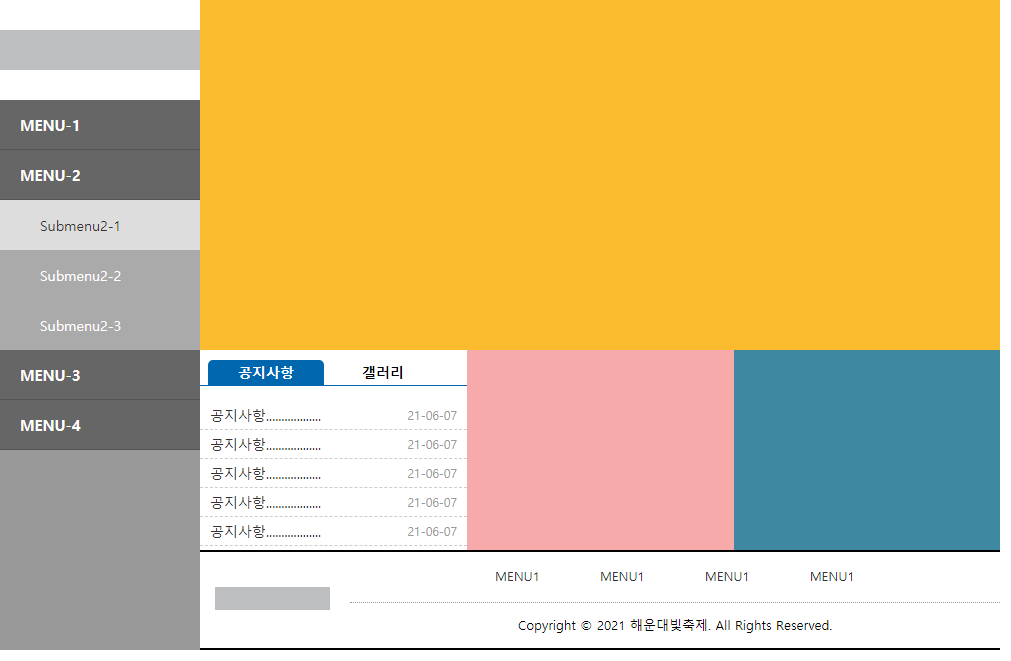 MENU-1
MENU-2
Submenu2-1
Submenu2-2
Submenu2-3
MENU-3
MENU-4
공지사항 갤러리
공지사항.................. 21-06-07
공지사항.................. 21-06-07
공지사항.................. 21-06-07
공지사항.................. 21-06-07
공지사항.................. 21-06-07
MENU1 MENU1 MENU1 MENU1
Copyright © 2021 해운대빛축제. All Rights Reserved.